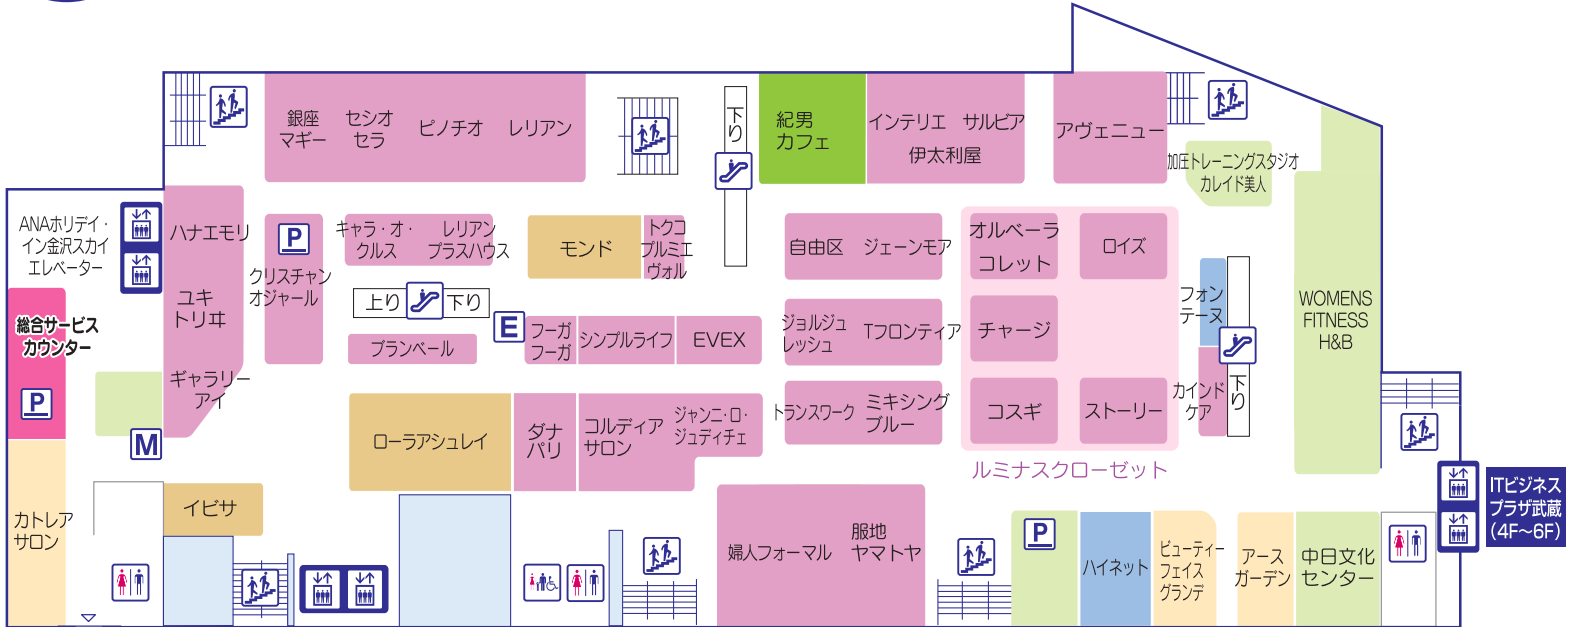 銀座
マギー
セシオ
セラ
ピノチオ
レリアン
下り
紀男
カフェ
インテリエ
サルビア
伊太利屋
アヴェニュー
加圧トレーニングスタジオ
カレイド美人
ANAホリデイ・
イン金沢スカイ
エレベーター
ハナエモリ
ユキ
トリヰ
ギャラリー
アイ
P
クリスチャン
オジャール
キャラ・オ・
クルス
レリアン
プラスハウス
モンド
トクコ
プルミエ
ヴォル
自由区
ジェーンモア
オルベーラ
コレット
ロイズ
フォン
テーヌ
WOMENS
FITNESS
H&B
総合サービス
カウンター
P
上り
下り
E
ブランベール
フーガ
フーガ
シンプルライフ
EVEX
ジョルジュ
レッシュ
Tフロンティア
チャージ
カインド
ケア
下り
M
ローラアシュレイ
ダナ
パリ
コルディア
サロン
ジャンニ・ロ・
ジュディチェ
トランスワーク
ミキシング
ブルー
コスギ
ストーリー
ルミナスクローゼット
カトレア
サロン
イビサ
婦人フォーマル
服地
ヤマトヤ
P
ハイネット
ビューティー
フェイス
グランデ
アース
ガーデン
中日文化
センター
ITビジネス
プラザ武蔵
(4F〜6F)